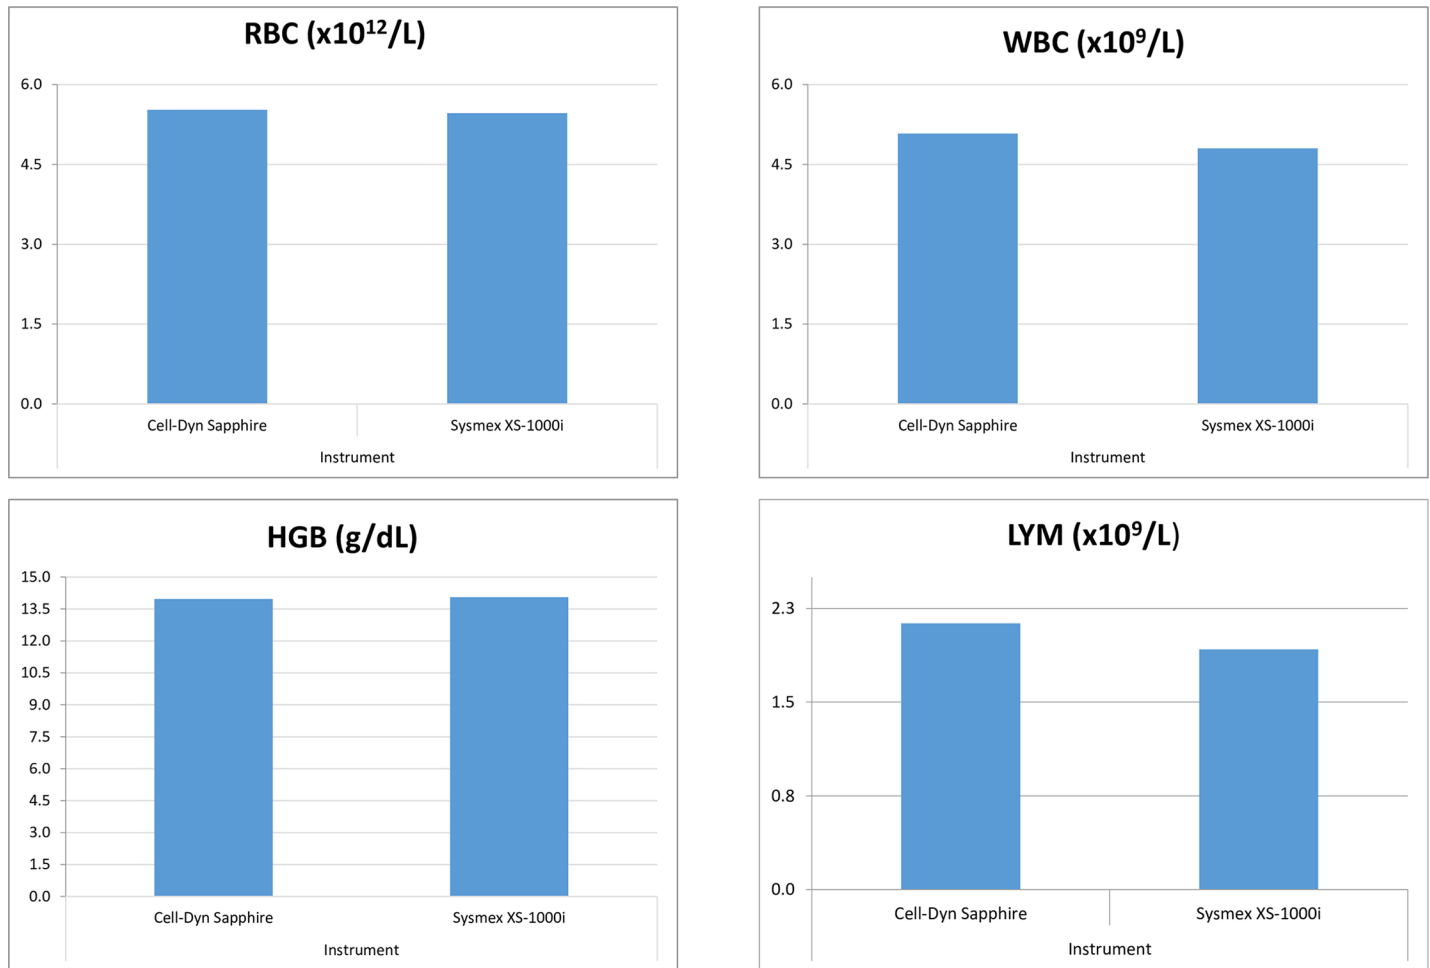 RBC (x10¹²/L)
6.0
4.5
3.0
1.5
0.0
Cell-Dyn Sapphire
Sysmex XS-1000i
Instrument
WBC (x10⁹/L)
6.0
4.5
3.0
1.5
0.0
Cell-Dyn Sapphire
Sysmex XS-1000i
Instrument
HGB (g/dL)
15.0
13.5
12.0
10.5
9.0
7.5
6.0
4.5
3.0
1.5
0.0
Cell-Dyn Sapphire
Sysmex XS-1000i
Instrument
LYM (x10⁹/L)
2.3
1.5
0.8
0.0
Cell-Dyn Sapphire
Sysmex XS-1000i
Instrument